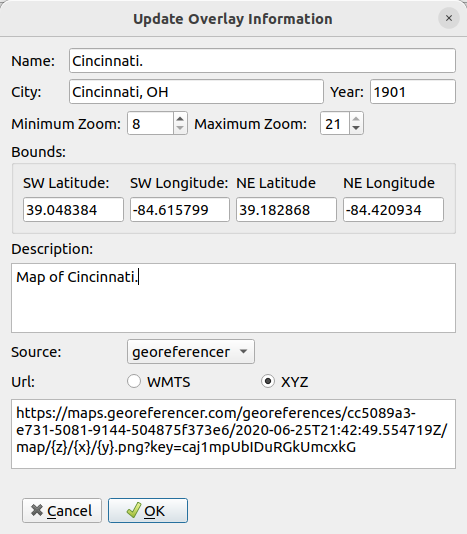 Update Overlay Information
Name: Cincinnati.
City: Cincinnati, OH Year: 1901
Minimum Zoom: 8 Maximum Zoom: 21
Bounds:
SW Latitude: SW Longitude: NE Latitude NE Longitude
39.048384 -84.615799 39.182868 -84.420934
Description:
Map of Cincinnati.
Source: georeferencer
Url: WMTS XYZ
https://maps.georeferencer.com/georeferences/cc5089a3-
e731-5081-9144-504875f373e6/2020-06-25T21:42:49.554719Z/
map/{z}/{x}/{y}.png?key=caj1mpUbIDuRGkUmcxkG
Cancel OK